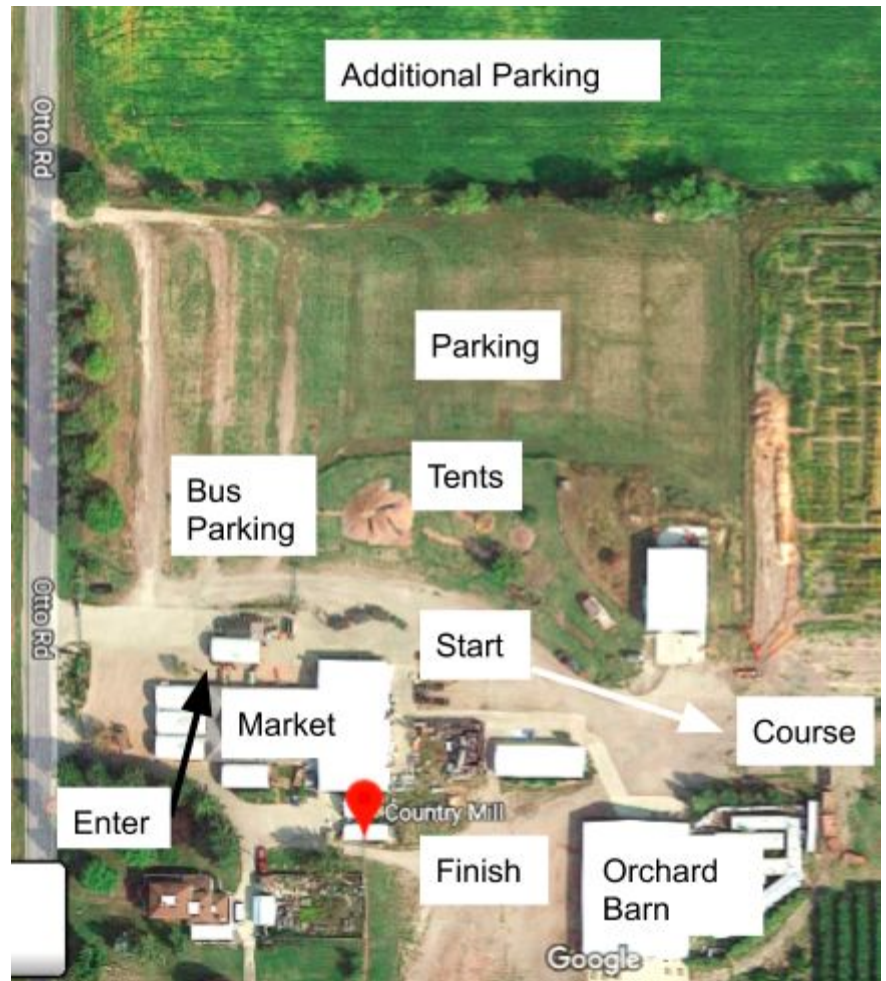 Additional Parking
Otto Rd
Parking
Tents
Bus
Parking
Otto Rd
Start
Market
Course
Country Mill
Enter
Finish
Orchard
Barn
Google